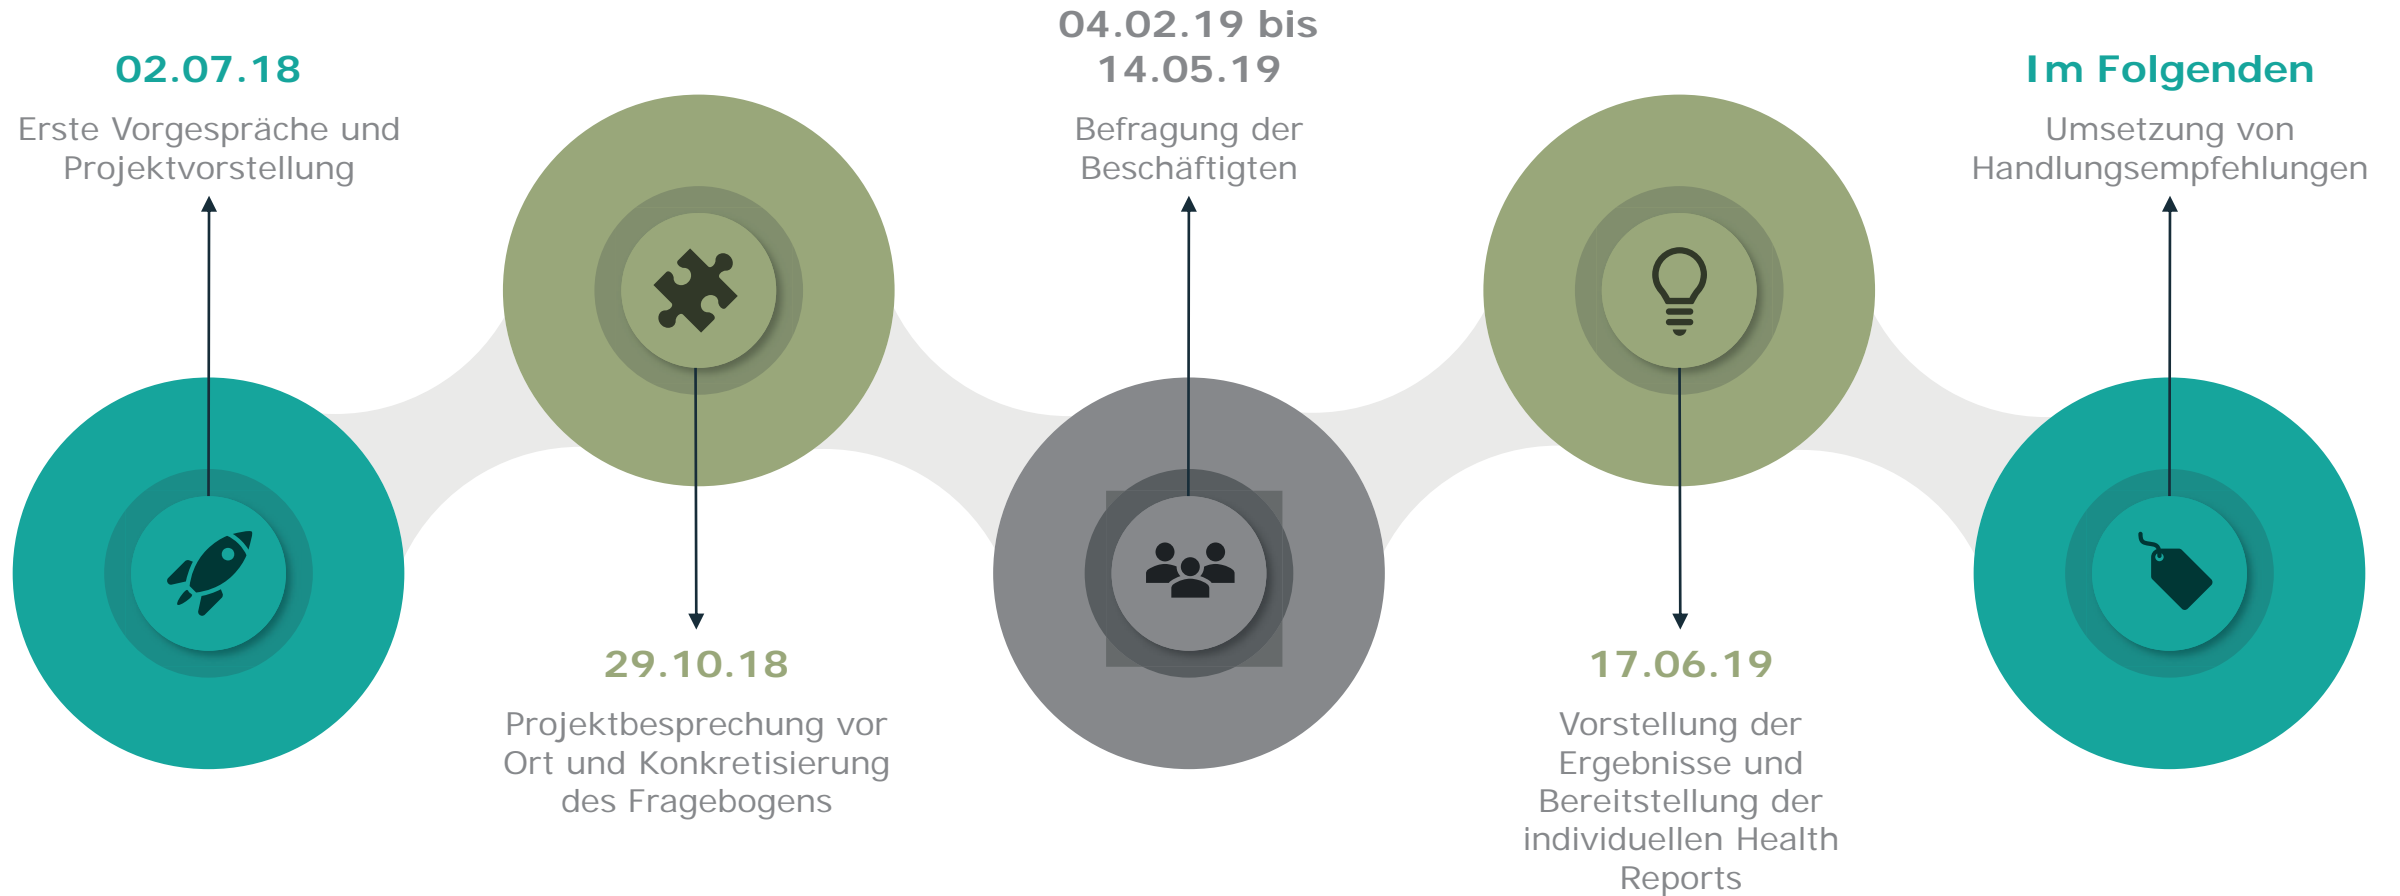 02.07.18
Erste Vorgespräche und
Projektvorstellung
29.10.18
Projektbesprechung vor
Ort und Konkretisierung
des Fragebogens
04.02.19 bis
14.05.19
Befragung der
Beschäftigten
17.06.19
Vorstellung der
Ergebnisse und
Bereitstellung der
individuellen Health
Reports
Im Folgenden
Umsetzung von
Handlungsempfehlungen